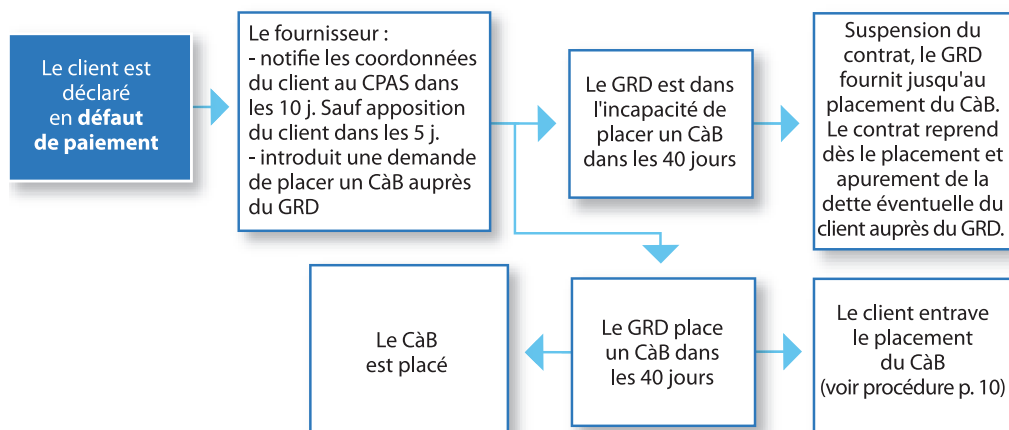 Le client est
déclaré
en défaut
de paiement
Le fournisseur :
- notifie les coordonnées
du client au CPAS dans
les 10 j. Sauf apposition
du client dans les 5 j.
- introduit une demande
de placer un CàB auprès
du GRD
Le GRD est dans
l'incapacité de
placer un CàB
dans les 40 jours
Suspension du
contrat, le GRD
fournit jusqu'au
placement du CàB.
Le contrat reprend
dès le placement et
apurement de la
dette éventuelle du
client auprès du GRD.
Le CàB
est placé
Le GRD place
un CàB dans
les 40 jours
Le client entrave
le placement
du CàB
(voir procédure p. 10)